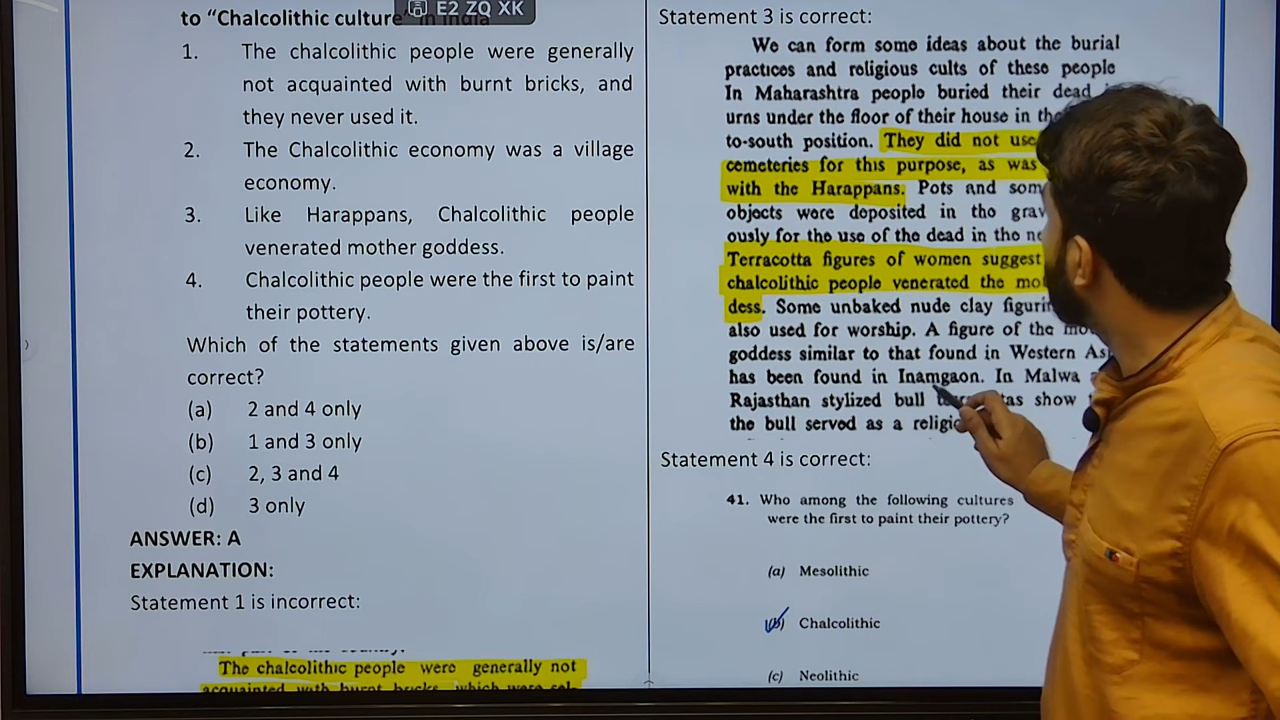 to “Chalcolithic culture” in India
E2 ZQ XK
1. The chalcolithic people were generally
not acquainted with burnt bricks, and
they never used it.
2. The Chalcolithic economy was a village
economy.
3. Like Harappans, Chalcolithic people
venerated mother goddess.
4. Chalcolithic people were the first to paint
their pottery.
Which of the statements given above is/are
correct?
(a) 2 and 4 only
(b) 1 and 3 only
(c) 2, 3 and 4
(d) 3 only
ANSWER: A
EXPLANATION:
Statement 1 is incorrect:
The chalcolithic people were generally not
acquainted with burnt bricks, which were
Statement 3 is correct:
We can form some ideas about the burial
practices and religious cults of these people
In Maharashtra people buried their dead
urns under the floor of their house in
to-south position. They did not use
cemeteries for this purpose, as was
with the Harappans. Pots and
objects were deposited in the
ously for the use of the dead in the
Terracotta figures of women suggest
chalcolithic people venerated the
dess. Some unbaked nude clay
also used for worship. A figure of the
goddess similar to that found in Western
has been found in Inamgaon. In Malwa
Rajasthan stylized bull show
the bull served as a
Statement 4 is correct:
41. Who among the following cultures
were the first to paint their pottery?
(a) Mesolithic
(b) Chalcolithic
(c) Neolithic